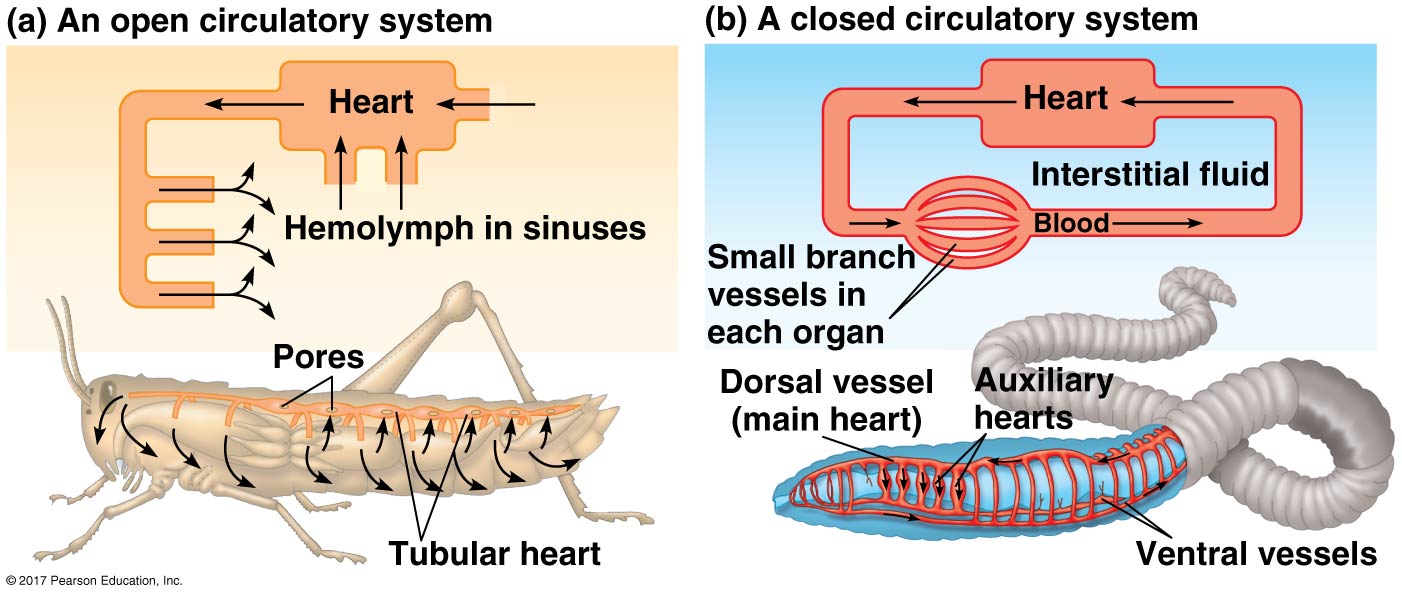 (a) An open circulatory system
Heart
Hemolymph in sinuses
Pores
Tubular heart
© 2017 Pearson Education, Inc.
(b) A closed circulatory system
Heart
Interstitial fluid
Blood
Small branch
vessels in
each organ
Dorsal vessel
(main heart)
Auxiliary
hearts
Ventral vessels